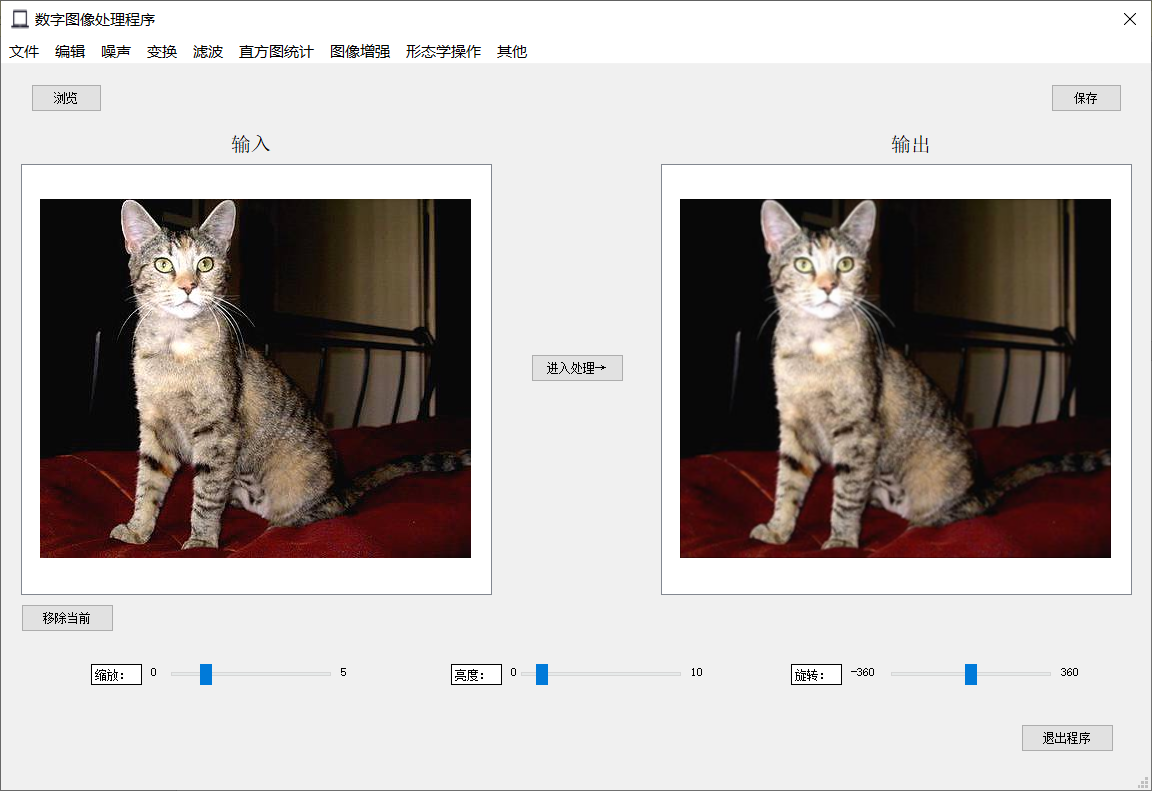 数字图像处理程序
文件 编辑 噪声 变换 滤波 直方图统计 图像增强 形态学操作 其他
浏览 保存
输入 输出
进入处理→
移除当前
缩放: 0 5 亮度: 0 10 旋转: -360 360
退出程序